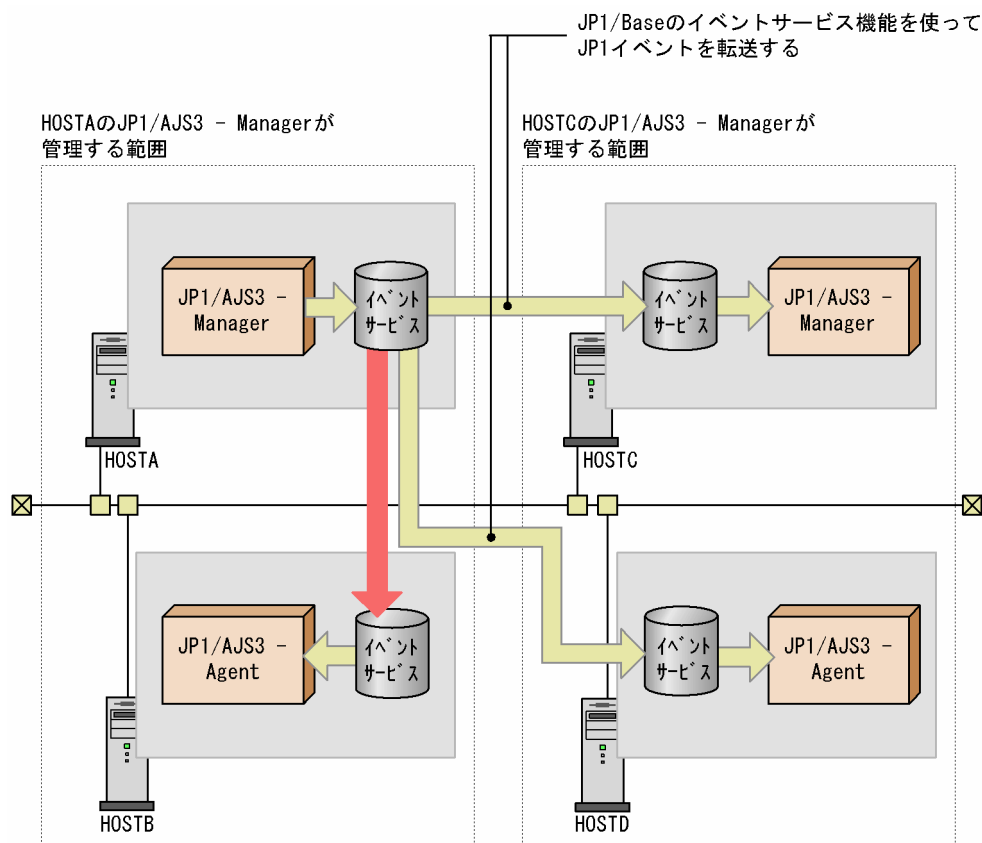 JP1/Baseのイベントサービス機能を使って
JP1イベントを転送する
HOSTAのJP1/AJS3 - Managerが
管理する範囲
HOSTCのJP1/AJS3 - Managerが
管理する範囲
JP1/AJS3 -
Manager
ｲﾍﾞﾝﾄ
ｻｰﾋﾞｽ
ｲﾍﾞﾝﾄ
ｻｰﾋﾞｽ
JP1/AJS3 -
Manager
HOSTA
HOSTC
JP1/AJS3 -
Agent
ｲﾍﾞﾝﾄ
ｻｰﾋﾞｽ
ｲﾍﾞﾝﾄ
ｻｰﾋﾞｽ
JP1/AJS3 -
Agent
HOSTB
HOSTD